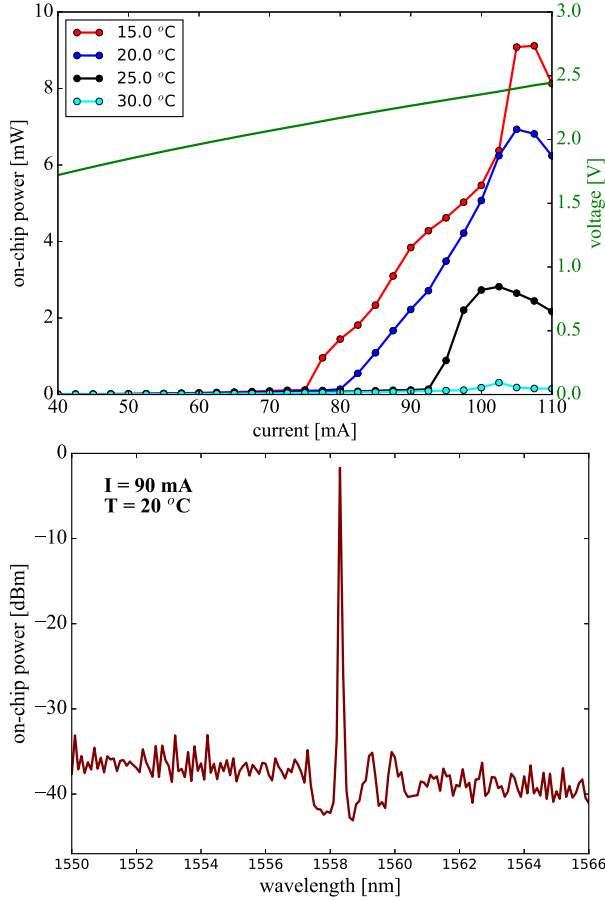 15.0 °C
20.0 °C
25.0 °C
30.0 °C
10
8
6
4
2
0
on-chip power [mW]
3.0
2.5
2.0
1.5
1.0
0.5
0.0
voltage [V]
40 50 60 70 80 90 100 110
current [mA]
I = 90 mA
T = 20 °C
0
−10
−20
−30
−40
on-chip power [dBm]
1550 1552 1554 1556 1558 1560 1562 1564 1566
wavelength [nm]